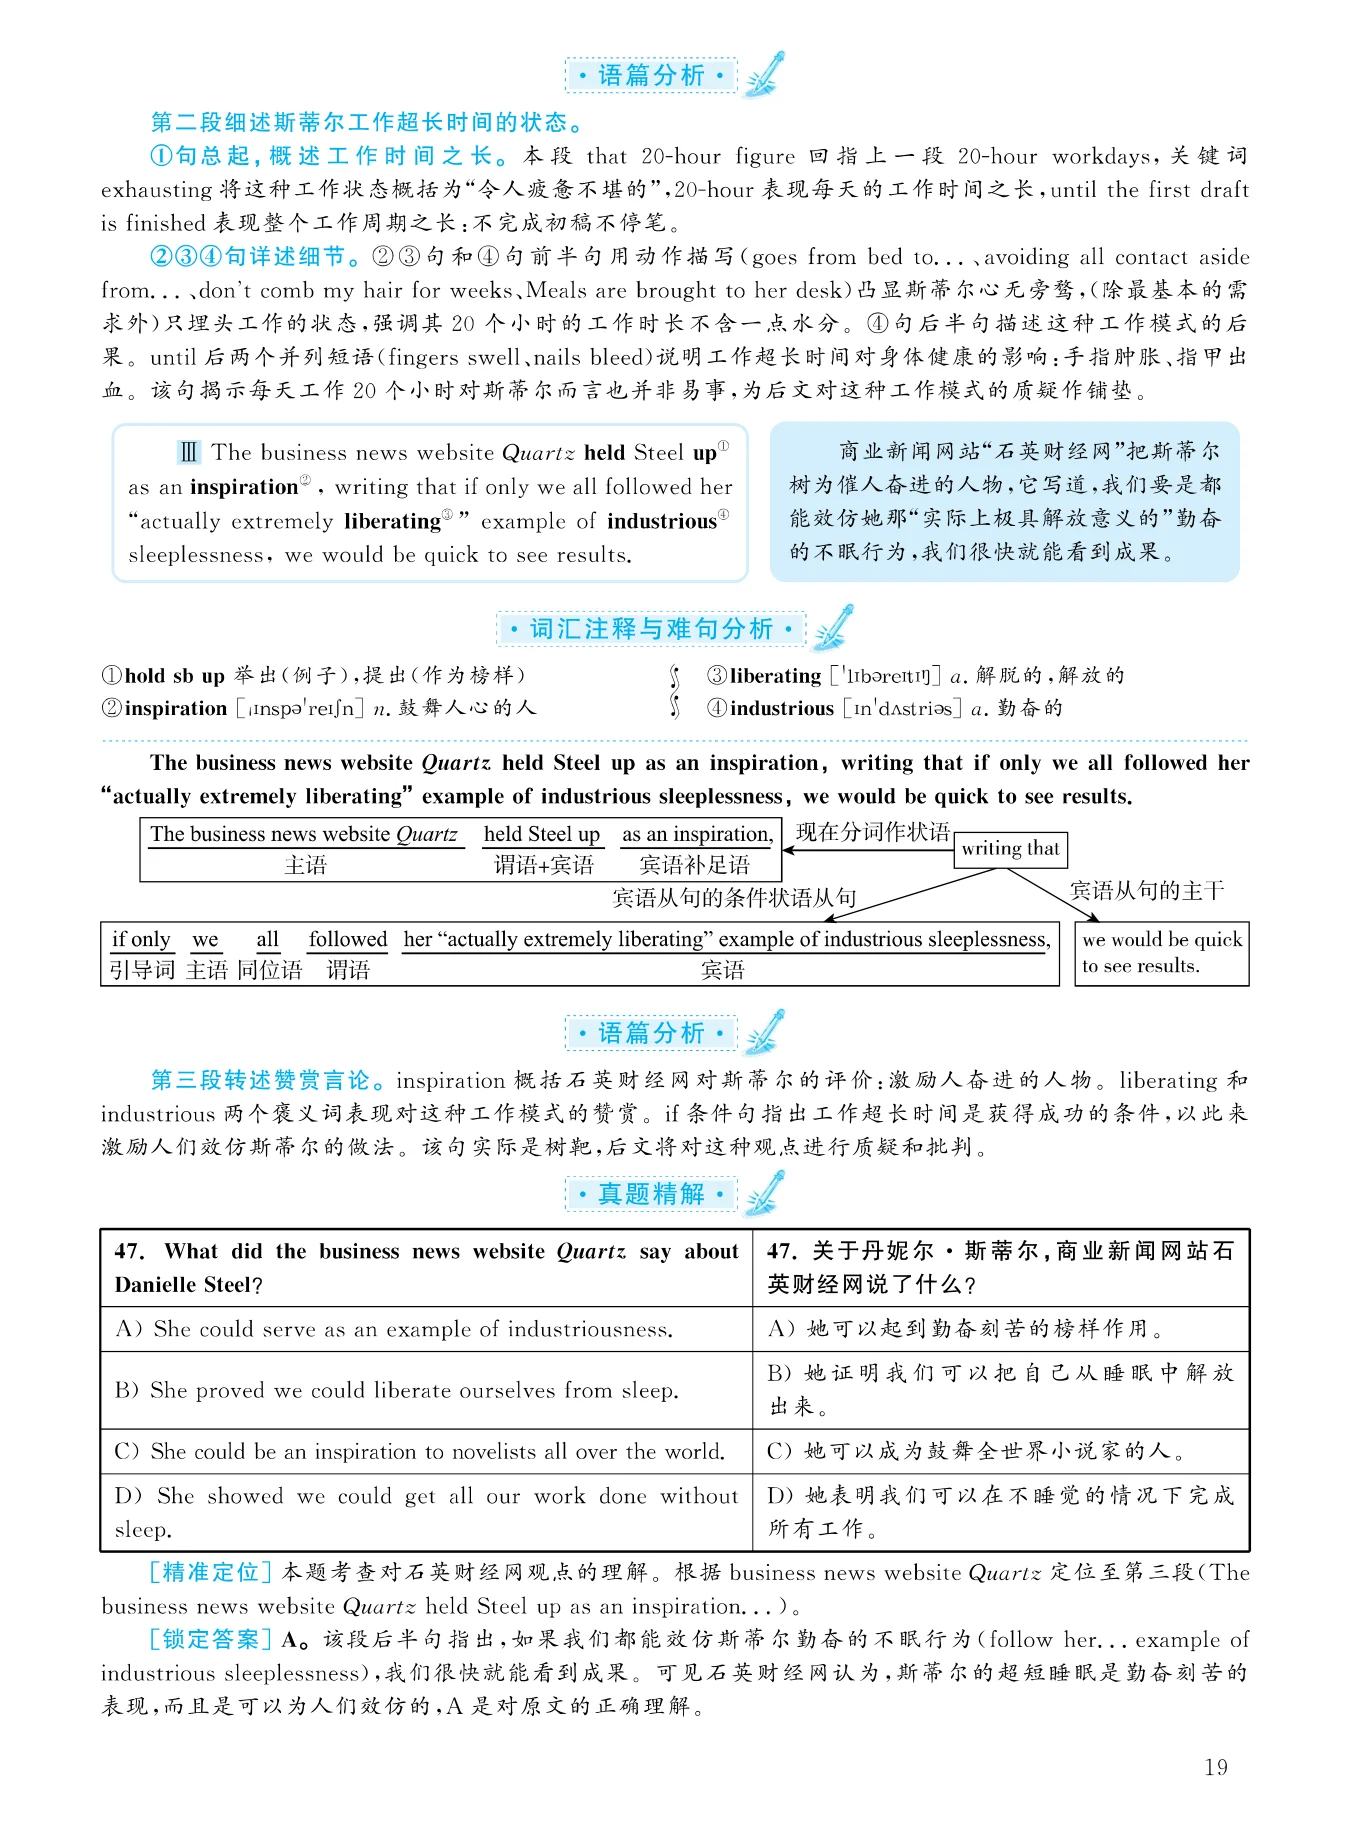 ·语篇分析·
第二段细述斯蒂尔工作超长时间的状态。
①句总起,概述工作时间之长。本段 that 20-hour figure 回指上一段 20-hour workdays,关键词
exhausting 将这种工作状态概括为“令人疲惫不堪的”,20-hour 表现每天的工作时间之长,until the first draft
is finished 表现整个工作周期之长:不完成初稿不停笔。
②③④句详述细节。②③句和④句前半句用动作描写(goes from bed to...、avoiding all contact aside
from...、don't comb my hair for weeks、Meals are brought to her desk)凸显斯蒂尔心无旁骛,(除最基本的需
求外)只埋头工作的状态,强调其 20 个小时的工作时长不含一点水分。④句后半句描述这种工作模式的后
果。until 后两个并列短语(fingers swell、nails bleed)说明工作超长时间对身体健康的影响:手指肿胀、指甲出
血。该句揭示每天工作 20 个小时对斯蒂尔而言也并非易事,为后文对这种工作模式的质疑作铺垫。
Ⅲ The business news website Quartz held Steel up①
as an inspiration②, writing that if only we all followed her
“actually extremely liberating③” example of industrious④
sleeplessness, we would be quick to see results.
商业新闻网站“石英财经网”把斯蒂尔
树为催人奋进的人物,它写道,我们要是都
能效仿她那“实际上极具解放意义的”勤奋
的不眠行为,我们很快就能看到成果。
·词汇注释与难句分析·
①hold sb up 举出(例子),提出(作为榜样)
②inspiration [ˌɪnspəˈreɪʃn] n. 鼓舞人心的人
③liberating [ˈlɪbəreɪtɪŋ] a. 解脱的,解放的
④industrious [ɪnˈdʌstriəs] a. 勤奋的
The business news website Quartz held Steel up as an inspiration, writing that if only we all followed her
“actually extremely liberating” example of industrious sleeplessness, we would be quick to see results.
The business news website Quartz held Steel up as an inspiration,
主语 谓语+宾语 宾语补足语
现在分词作状语
writing that
宾语从句的条件状语从句
宾语从句的主干
if only we all followed her “actually extremely liberating” example of industrious sleeplessness,
引导词 主语 同位语 谓语 宾语
we would be quick
to see results.
·语篇分析·
第三段转述赞赏言论。inspiration 概括石英财经网对斯蒂尔的评价:激励人奋进的人物。liberating 和
industrious 两个褒义词表现对这种工作模式的赞赏。if 条件句指出工作超长时间是获得成功的条件,以此来
激励人们效仿斯蒂尔的做法。该句实际是树靶,后文将对这种观点进行质疑和批判。
·真题精解·
47. What did the business news website Quartz say about
Danielle Steel?
47. 关于丹妮尔·斯蒂尔,商业新闻网站石
英财经网说了什么?
A) She could serve as an example of industriousness.
A) 她可以起到勤奋刻苦的榜样作用。
B) She proved we could liberate ourselves from sleep.
B) 她证明我们可以把自己从睡眠中解放
出来。
C) She could be an inspiration to novelists all over the world.
C) 她可以成为鼓舞全世界小说家的人。
D) She showed we could get all our work done without
sleep.
D) 她表明我们可以在不睡觉的情况下完成
所有工作。
[精准定位] 本题考查对石英财经网观点的理解。根据 business news website Quartz 定位至第三段(The
business news website Quartz held Steel up as an inspiration...)。
[锁定答案] A。该段后半句指出,如果我们都能效仿斯蒂尔勤奋的不眠行为(follow her... example of
industrious sleeplessness),我们很快就能看到成果。可见石英财经网认为,斯蒂尔的超短睡眠是勤奋刻苦的
表现,而且是可以为人们效仿的,A 是对原文的正确理解。
19